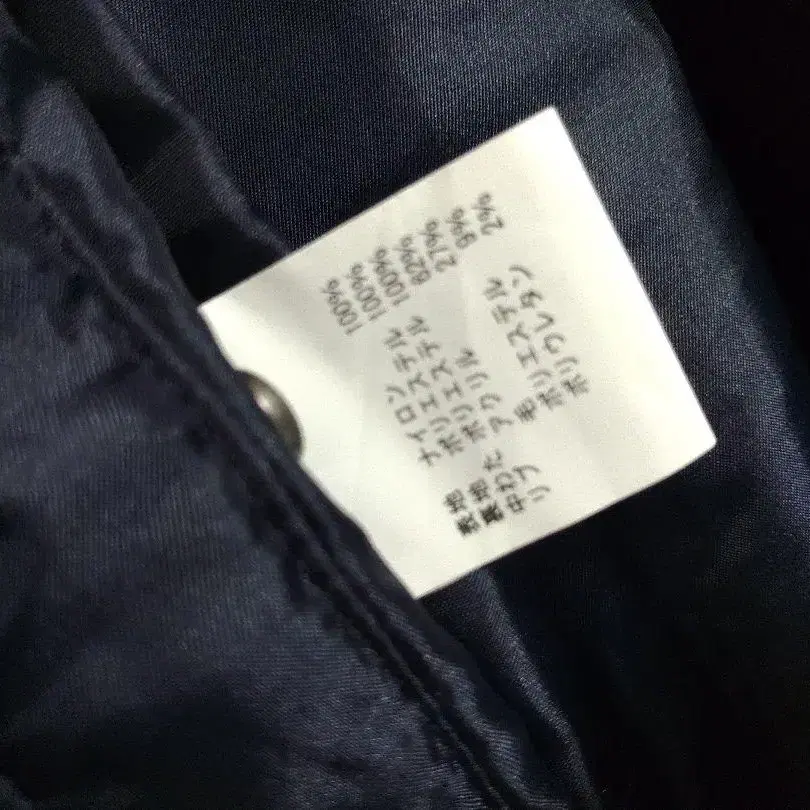 表地 ナイロン 100%
裏地 ポリエステル 100%
中わた ポリエステル 100%
リブ アクリル 62%
毛 27%
ポリエステル 9%
ポリウレタン 2%